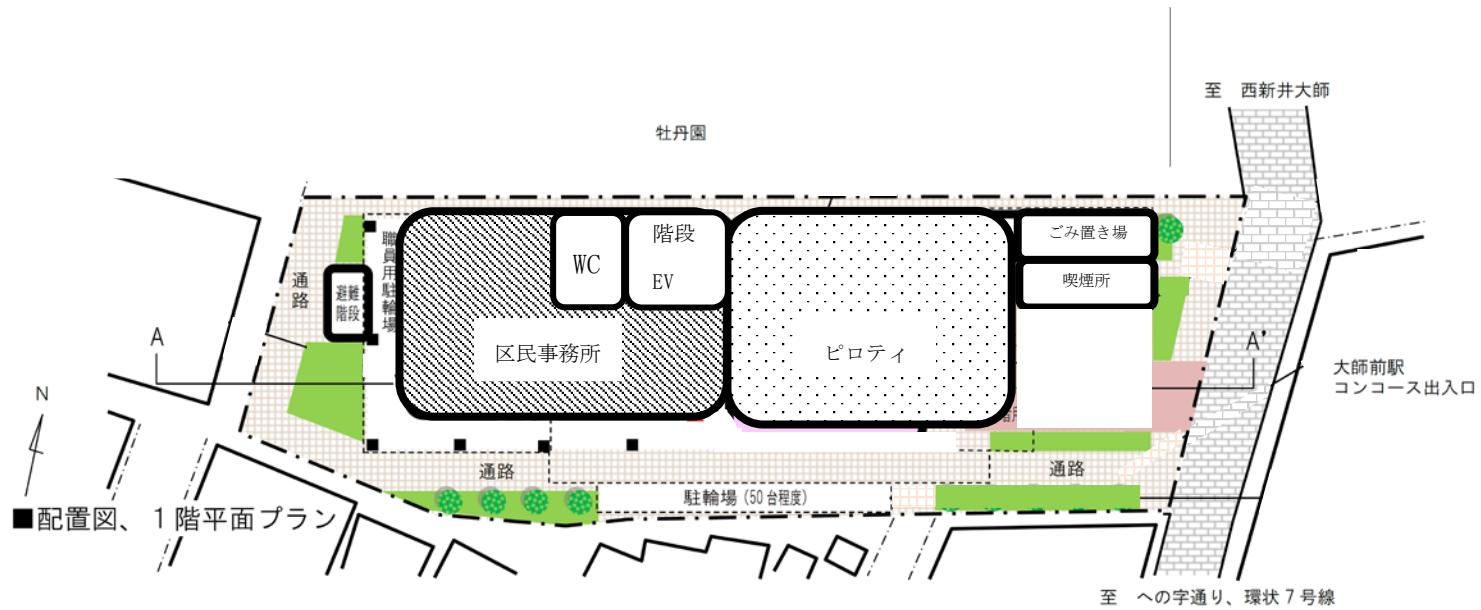 至　西新井大師
牡丹園
職員用駐輪場
階段
EV
WC
ごみ置き場
喫煙所
通路
避難
階段
区民事務所
ピロティ
A
A'
大師前駅
コンコース出入口
N
通路
通路
駐輪場（50台程度）
■配置図、１階平面プラン
至　への字通り、環状７号線